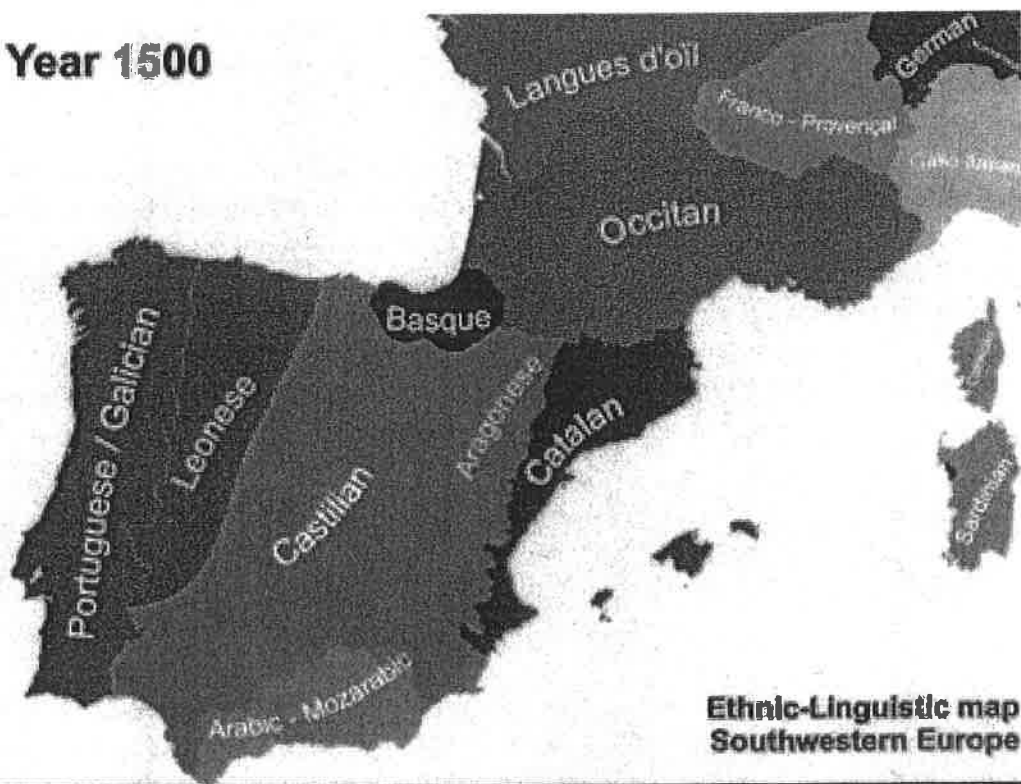 Year 1500
Langues d'oïl
German
Franco - Provençal
Occitan
Basque
Portuguese / Galician
Leonese
Castilian
Aragonese
Catalan
Sardinian
Arabic - Mozarabic
Ethnic-Linguistic map
Southwestern Europe